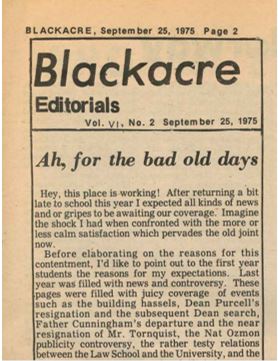 BLACKACRE, September 25, 1975 Page 2
Blackacre
Editorials
Vol. VI, No. 2 September 25, 1975
Ah, for the bad old days
Hey, this place is working! After returning a bit
late to school this year I expected all kinds of news
and or gripes to be awaiting our coverage. Imagine
the shock I had when confronted with the more or
less calm satisfaction which pervades the old joint
now.
Before elaborating on the reasons for this
contentment, I'd like to point out to the first year
students the reasons for my expectations. Last
year was filled with news and controversy. These
pages were filled with juicy coverage of events
such as the building hassels, Dean Purcell's
resignation and the subsequent Dean search,
Father Cunningham's departure and the near
resignation of Mr. Tornquist, the Nat Ozmon
publicity controversy, the rather testy relations
between the Law School and the University, and the